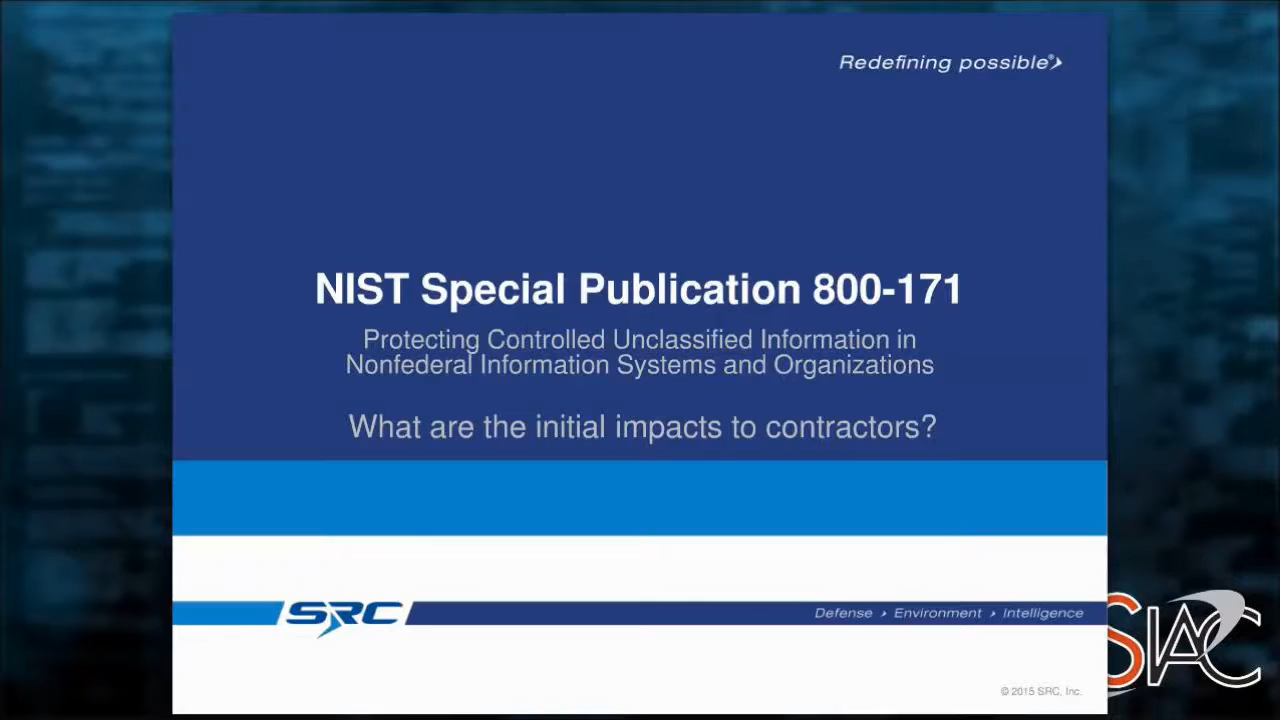 Redefining possible®
NIST Special Publication 800-171
Protecting Controlled Unclassified Information in
Nonfederal Information Systems and Organizations
What are the initial impacts to contractors?
SRC
Defense › Environment › Intelligence
SIAC
© 2015 SRC, Inc.